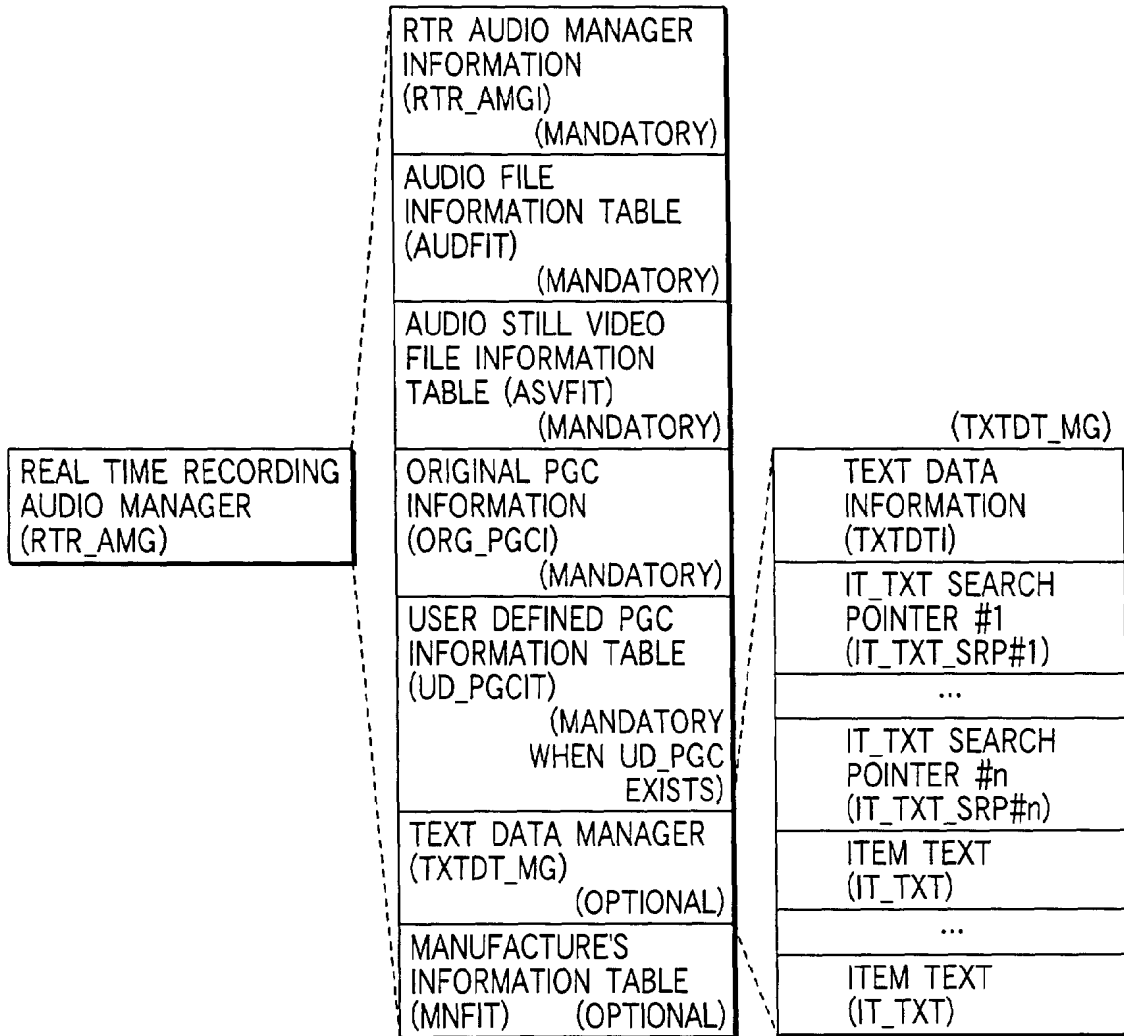 REAL TIME RECORDING
AUDIO MANAGER
(RTR_AMG)
RTR AUDIO MANAGER
INFORMATION
(RTR_AMGI)
(MANDATORY)
AUDIO FILE
INFORMATION TABLE
(AUDFIT)
(MANDATORY)
AUDIO STILL VIDEO
FILE INFORMATION
TABLE (ASVFIT)
(MANDATORY)
ORIGINAL PGC
INFORMATION
(ORG_PGCI)
(MANDATORY)
USER DEFINED PGC
INFORMATION TABLE
(UD_PGCIT)
(MANDATORY
WHEN UD_PGC
EXISTS)
TEXT DATA MANAGER
(TXTDT_MG)
(OPTIONAL)
MANUFACTURE'S
INFORMATION TABLE
(MNFIT) (OPTIONAL)
(TXTDT_MG)
TEXT DATA
INFORMATION
(TXTDTI)
IT_TXT SEARCH
POINTER #1
(IT_TXT_SRP#1)
...
IT_TXT SEARCH
POINTER #n
(IT_TXT_SRP#n)
ITEM TEXT
(IT_TXT)
...
ITEM TEXT
(IT_TXT)